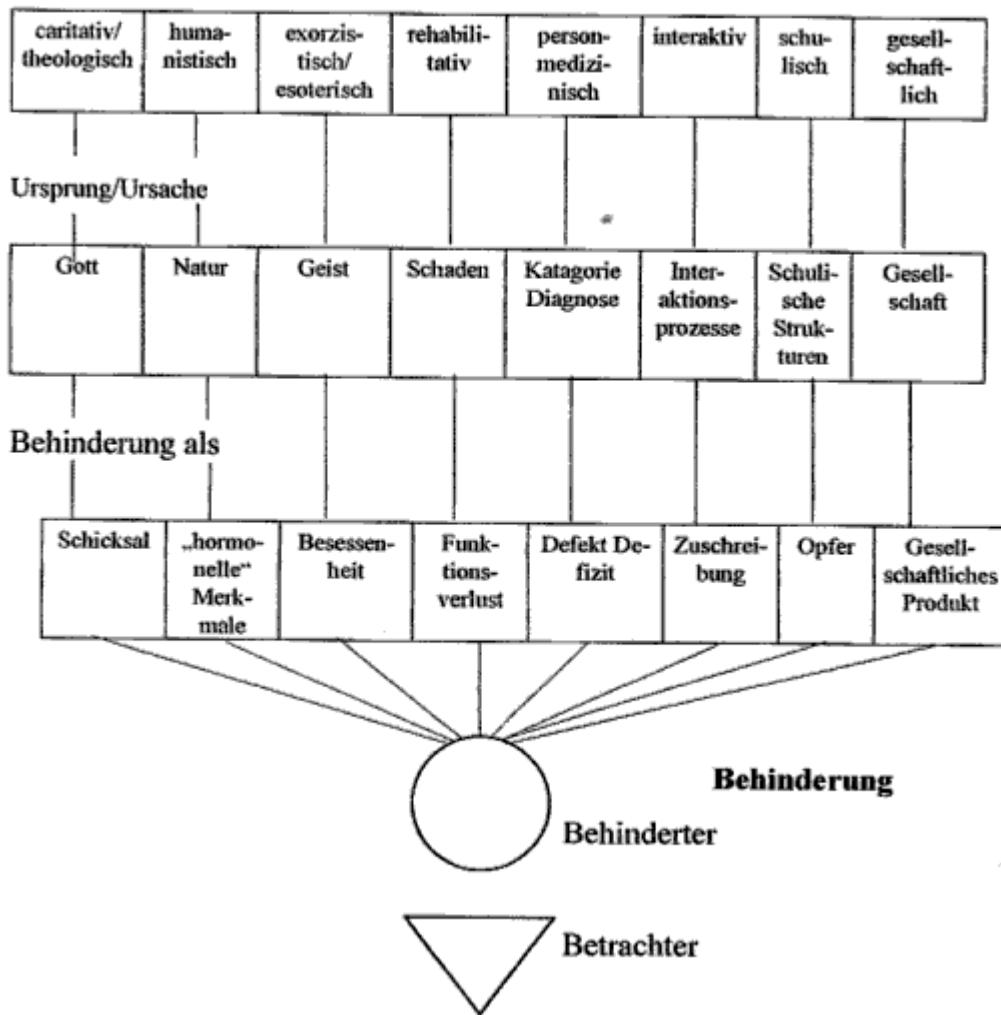 caritativ/
theologisch
huma-
nistisch
exorzis-
tisch/
esoterisch
rehabili-
tativ
person-
medizi-
nisch
interaktiv
schu-
lisch
gesell-
schaft-
lich
Ursprung/Ursache
Gott
Natur
Geist
Schaden
Katagorie
Diagnose
Inter-
aktions-
prozesse
Schuli-
sche
Struk-
turen
Gesell-
schaft
Behinderung als
Schicksal
„hormo-
nelle“
Merk-
male
Besessen-
heit
Funk-
tions-
verlust
Defekt De-
fizit
Zuschrei-
bung
Opfer
Gesell-
schaftliches
Produkt
Behinderung
Behinderter
Betrachter